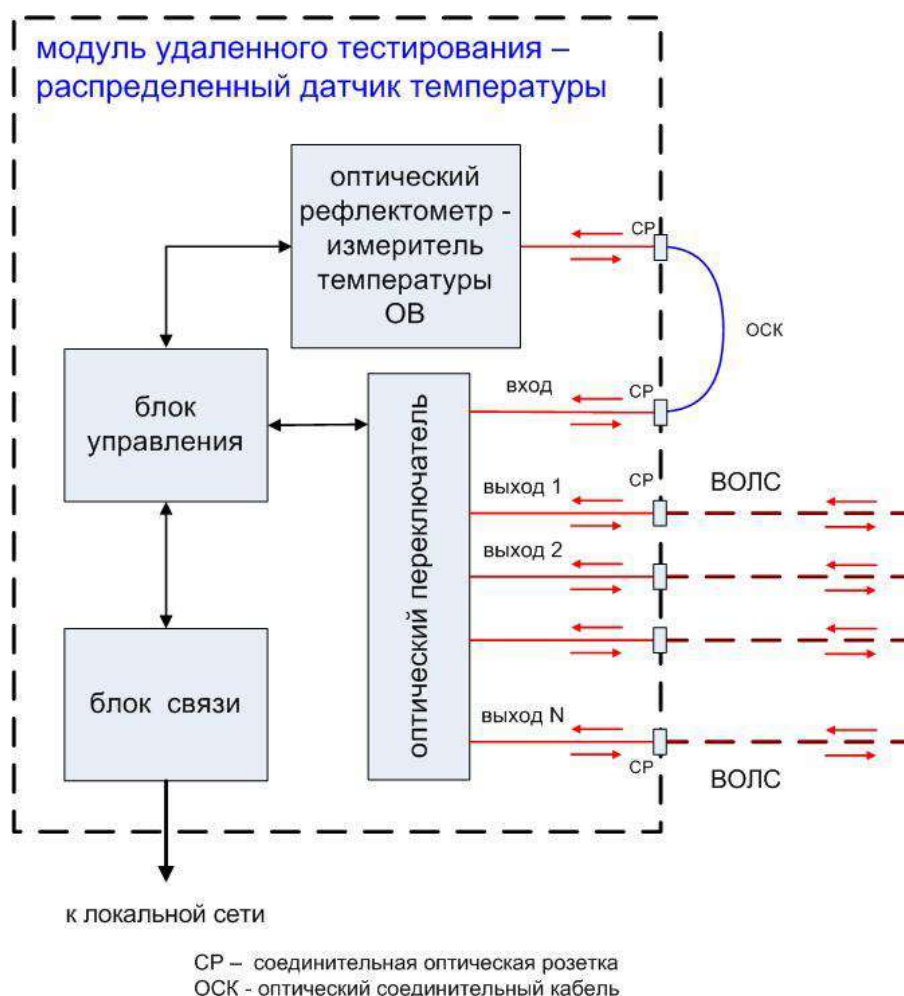 модуль удаленного тестирования –
распределенный датчик температуры
оптический
рефлектометр -
измеритель
температуры
ОВ
СР
ОСК
блок
управления
оптический переключатель
вход
СР
выход 1
СР
ВОЛС
выход 2
блок связи
выход N
СР
ВОЛС
к локальной сети
СР – соединительная оптическая розетка
ОСК - оптический соединительный кабель